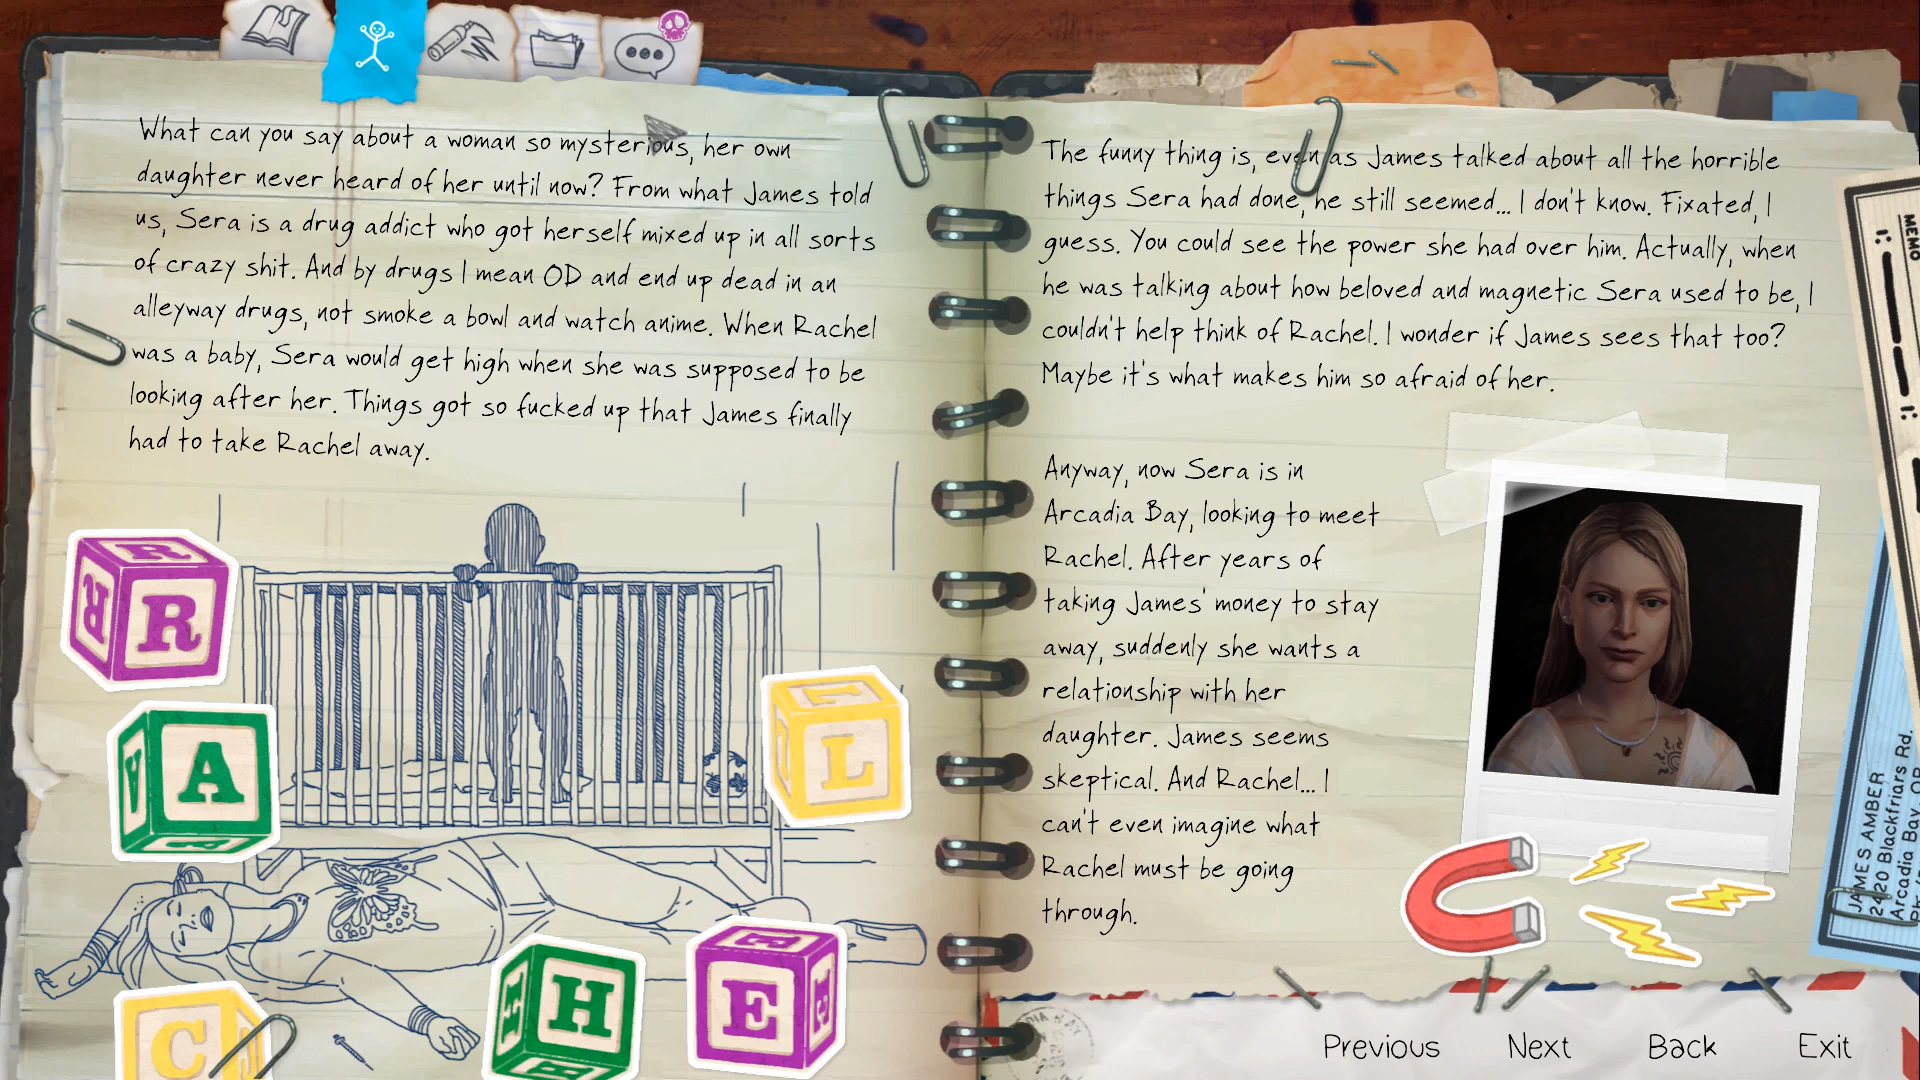 What can you say about a woman so mysterious, her own
daughter never heard of her until now? From what James told
us, Sera is a drug addict who got herself mixed up in all sorts
of crazy shit. And by drugs I mean OD and end up dead in an
alleyway drugs, not smoke a bowl and watch anime. When Rachel
was a baby, Sera would get high when she was supposed to be
looking after her. Things got so fucked up that James finally
had to take Rachel away.
R
R
R
A
A
L
L
C
H
H
E
E
E
The funny thing is, even as James talked about all the horrible
things Sera had done, he still seemed... I don't know. Fixated, I
guess. You could see the power she had over him. Actually, when
he was talking about how beloved and magnetic Sera used to be, I
couldn't help think of Rachel. I wonder if James sees that too?
Maybe it's what makes him so afraid of her.
Anyway, now Sera is in
Arcadia Bay, looking to meet
Rachel. After years of
taking James' money to stay
away, suddenly she wants a
relationship with her
daughter. James seems
skeptical. And Rachel... I
can't even imagine what
Rachel must be going
through.
MEMO
JAMES AMBER
2420 Blackfriars Rd.
Arcadia Bay, OR
Previous Next Back Exit